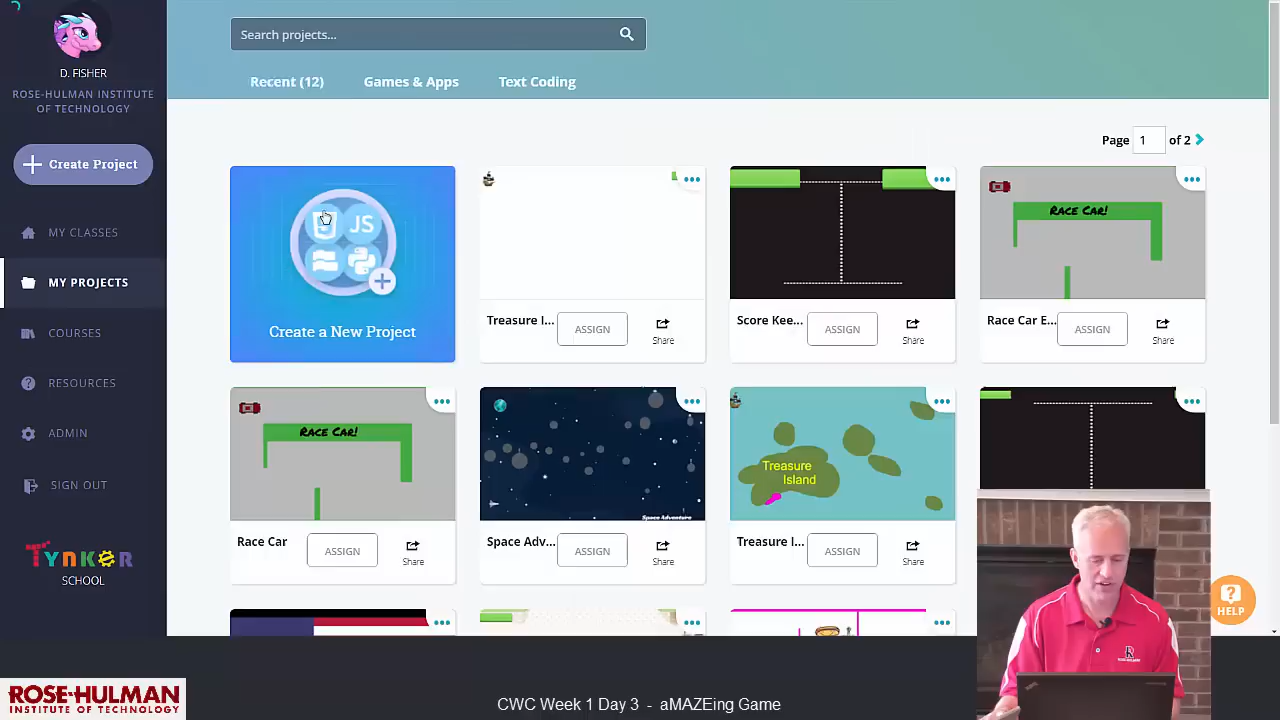 D. FISHER
ROSE-HULMAN INSTITUTE
OF TECHNOLOGY
Create Project
MY CLASSES
MY PROJECTS
COURSES
RESOURCES
ADMIN
SIGN OUT
TYNKER
SCHOOL
Search projects...
Recent (12) Games & Apps Text Coding
Page 1 of 2
JS
Create a New Project
Treasure I... ASSIGN Share
Score Kee... ASSIGN Share
RACE CAR!
Race Car E... ASSIGN Share
RACE CAR!
Race Car ASSIGN Share
Space Adventure
Space Adv... ASSIGN Share
Treasure
Island
Treasure I... ASSIGN Share
HELP
ROSE-HULMAN
INSTITUTE OF TECHNOLOGY
CWC Week 1 Day 3 - aMAZEing Game